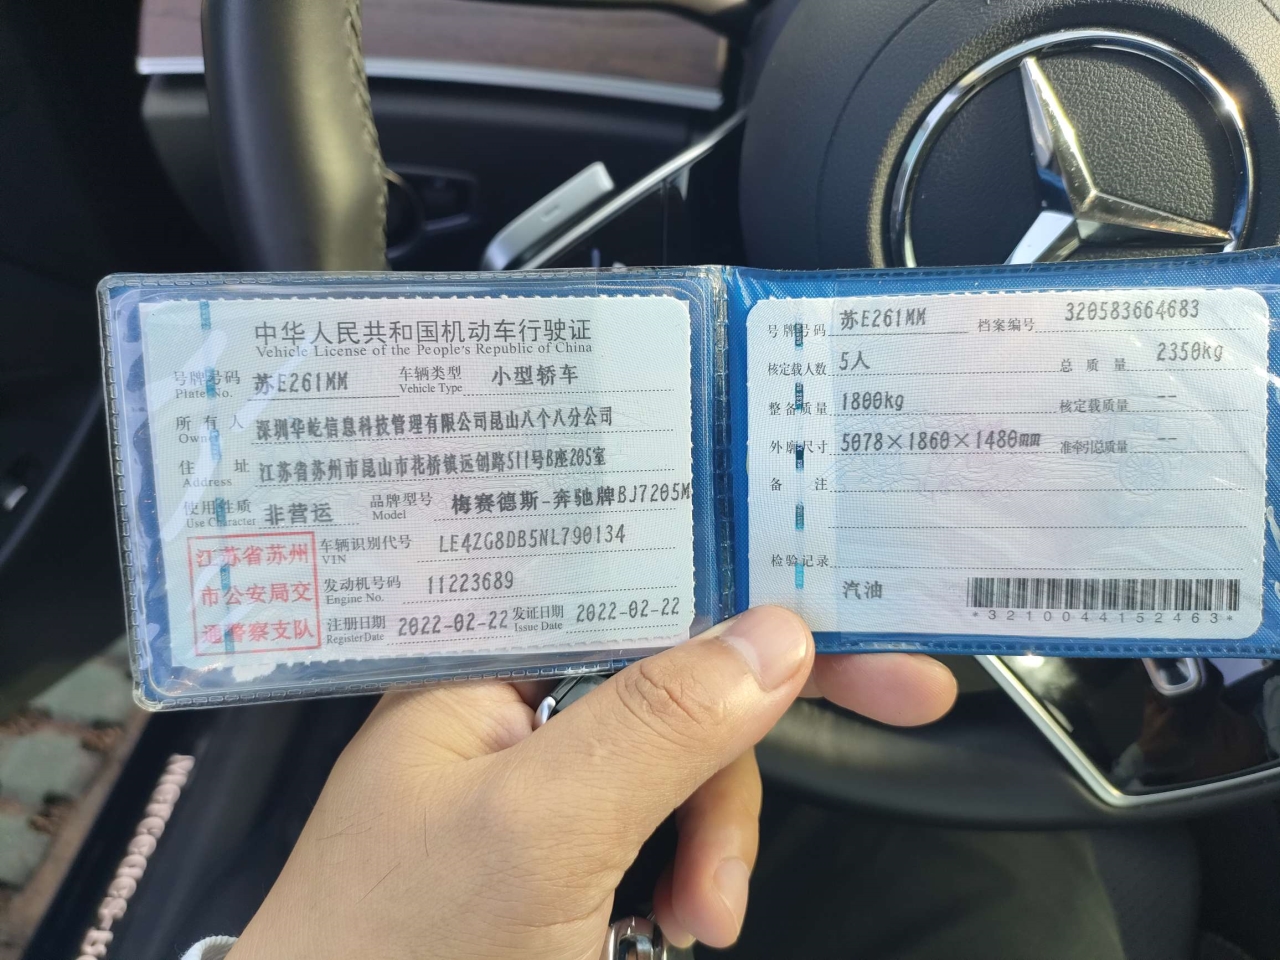 中华人民共和国机动车行驶证
Vehicle License of the People's Republic of China
号牌号码 苏E261MM 车辆类型 小型轿车
Plate No. Vehicle Type
所有人 深圳华屹信息科技管理有限公司昆山八个八分公司
Owner
住址 江苏省苏州市昆山市花桥镇远创路511号B座205室
Address
使用性质 非营运 品牌型号 梅赛德斯-奔驰牌BJ7205M
Use Character Model
江苏省苏州
市公安局交
通警察支队
车辆识别代号 LE4ZG8DB5NL790134
VIN
发动机号码 11223689
Engine No.
注册日期 2022-02-22 发证日期 2022-02-22
Register Date Issue Date
号牌号码 苏E261MM 档案编号 320583664683
核定载人数 5人 总质量 2350kg
整备质量 1800kg 核定载质量 --
外廓尺寸 5078×1860×1480mm 准牵引总质量 --
备注
检验记录
汽油
*3210044152463*